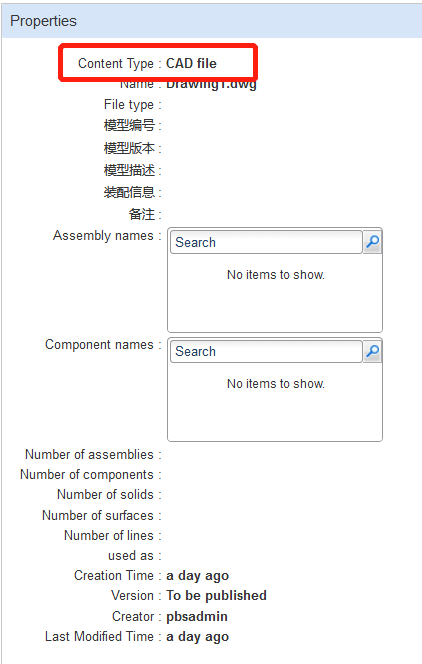 Properties
Content Type : CAD file
Name : Drawing1.dwg
File type :
模型编号 :
模型版本 :
模型描述 :
装配信息 :
备注 :
Assembly names :
Search
No items to show.
Component names :
Search
No items to show.
Number of assemblies :
Number of components :
Number of solids :
Number of surfaces :
Number of lines :
used as :
Creation Time : a day ago
Version : To be published
Creator : pbsadmin
Last Modified Time : a day ago